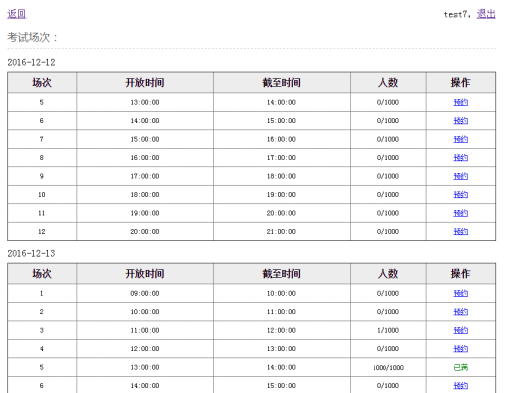 返回 test7, 退出
考试场次：
2016-12-12
场次 开放时间 截至时间 人数 操作
5 13:00:00 14:00:00 0/1000 预约
6 14:00:00 15:00:00 0/1000 预约
7 15:00:00 16:00:00 0/1000 预约
8 16:00:00 17:00:00 0/1000 预约
9 17:00:00 18:00:00 0/1000 预约
10 18:00:00 19:00:00 0/1000 预约
11 19:00:00 20:00:00 0/1000 预约
12 20:00:00 21:00:00 0/1000 预约
2016-12-13
场次 开放时间 截至时间 人数 操作
1 09:00:00 10:00:00 0/1000 预约
2 10:00:00 11:00:00 0/1000 预约
3 11:00:00 12:00:00 1/1000 预约
4 12:00:00 13:00:00 0/1000 预约
5 13:00:00 14:00:00 1000/1000 已满
6 14:00:00 15:00:00 0/1000 预约